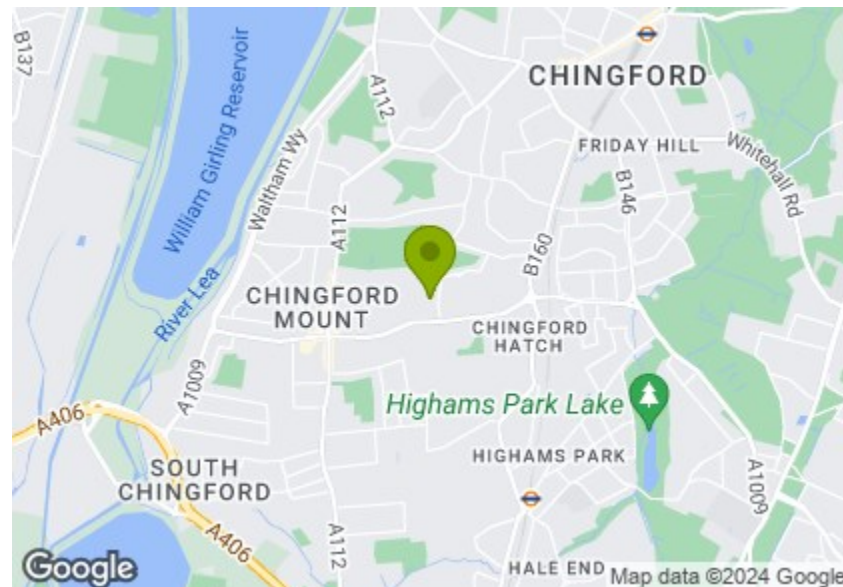 B137
CHINGFORD
A112
William Girling Reservoir
Waltham Wy
FRIDAY HILL
Whitehall Rd
B146
A112
B160
River Lea
CHINGFORD
MOUNT
CHINGFORD
HATCH
A1009
Highams Park Lake
A406
HIGHAMS PARK
SOUTH
CHINGFORD
A1009
A406
A112
HALE END
Google
Map data ©2024 Google